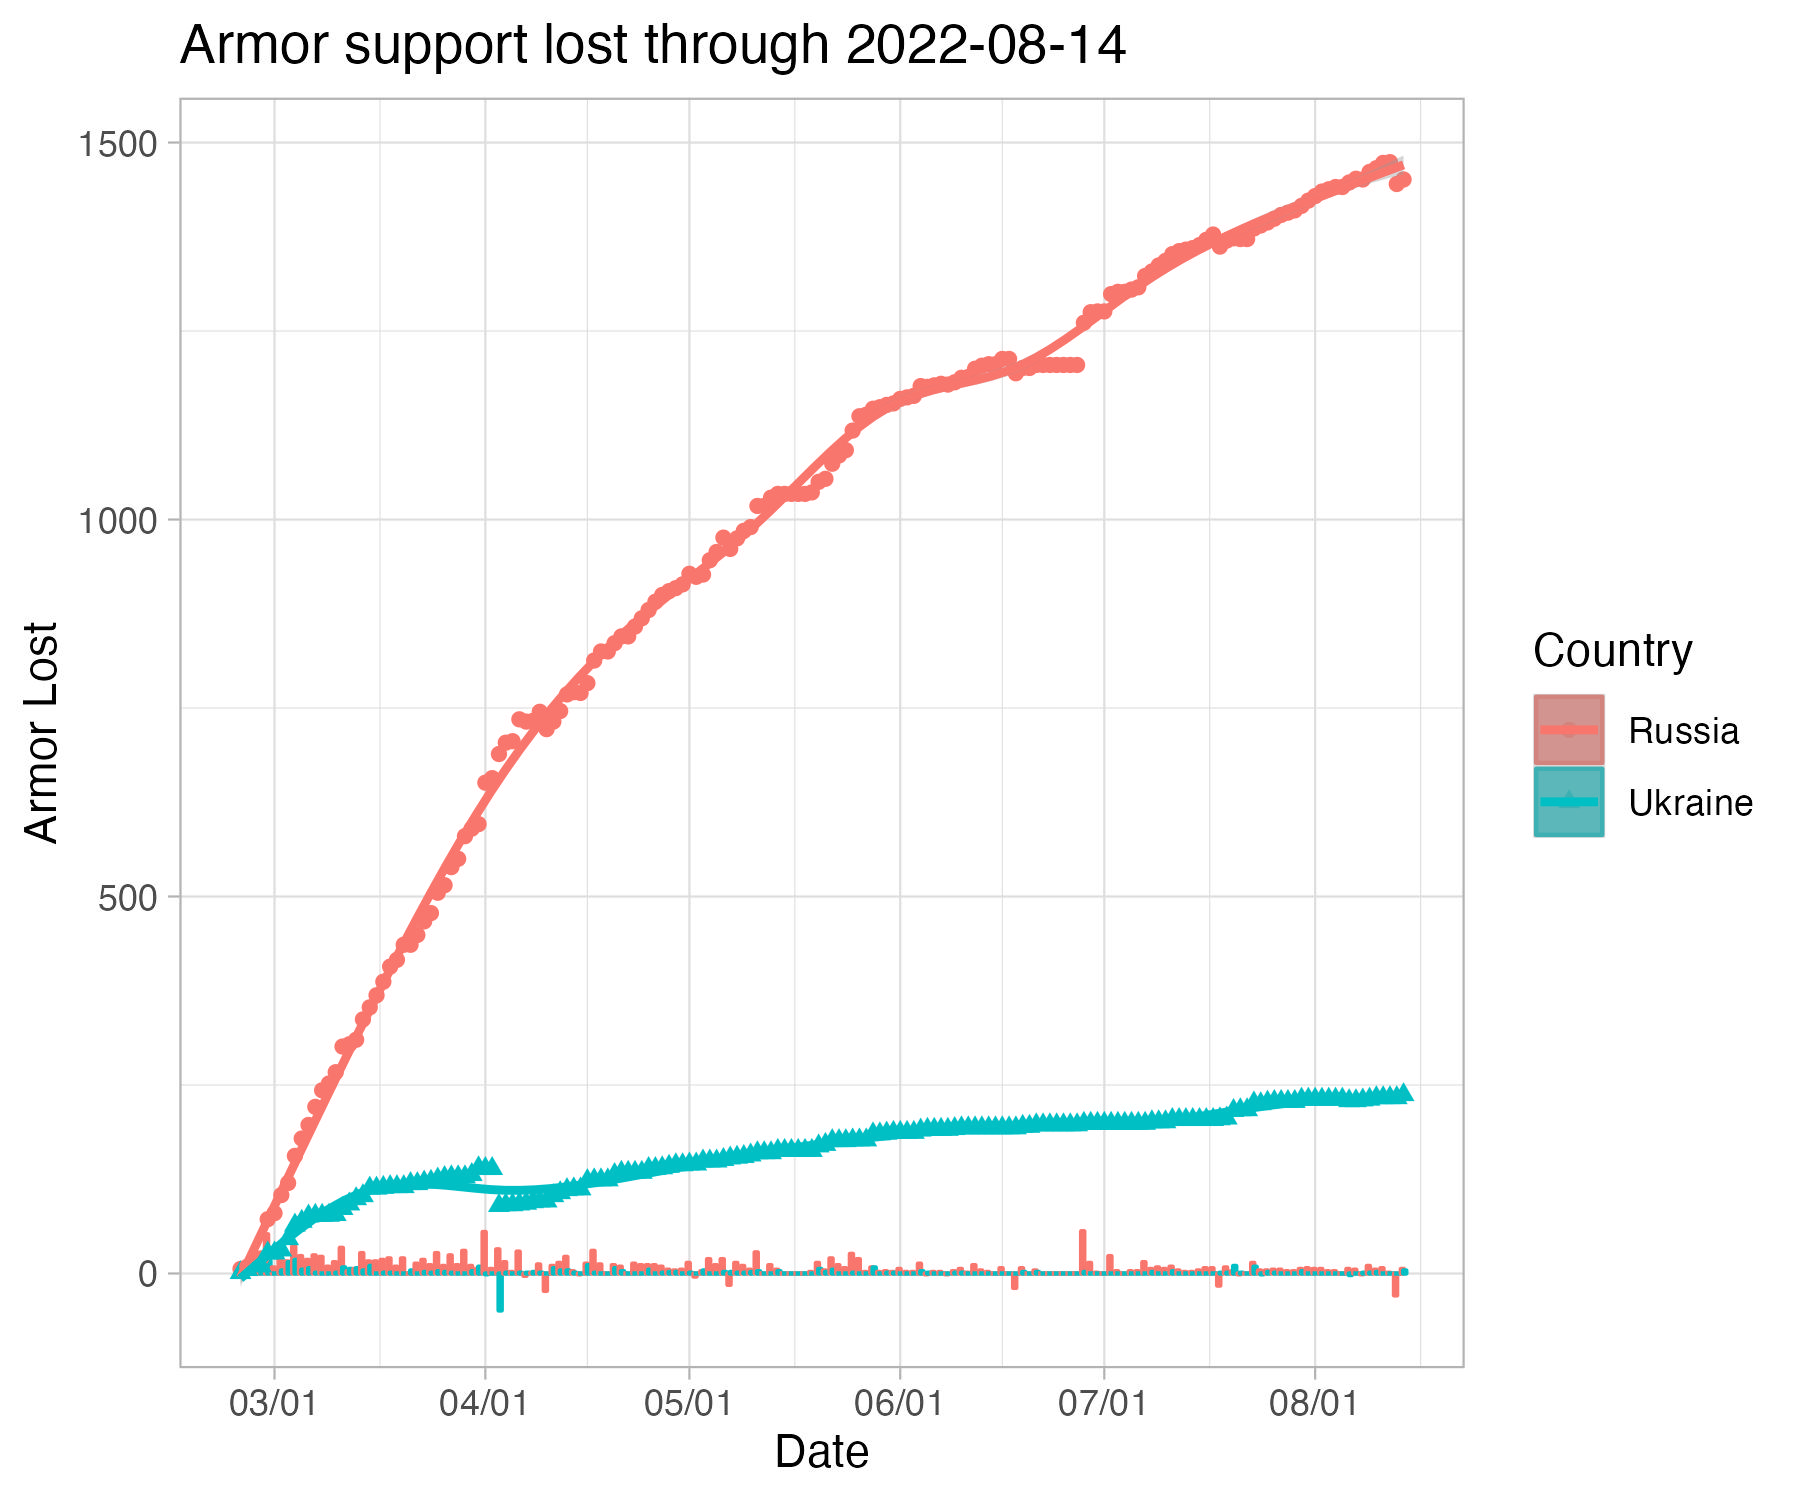 Armor support lost through 2022-08-14
Armor Lost
1500
1000
500
0
03/01
04/01
05/01
06/01
07/01
08/01
Date
Country
Russia
Ukraine